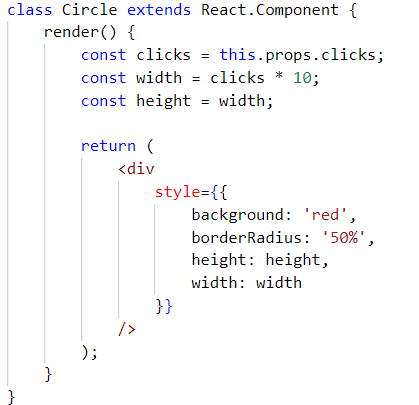 class Circle extends React.Component {
    render() {
        const clicks = this.props.clicks;
        const width = clicks * 10;
        const height = width;

        return (
            <div
                style={{
                    background: 'red',
                    borderRadius: '50%',
                    height: height,
                    width: width
                }}
            />
        );
    }
}